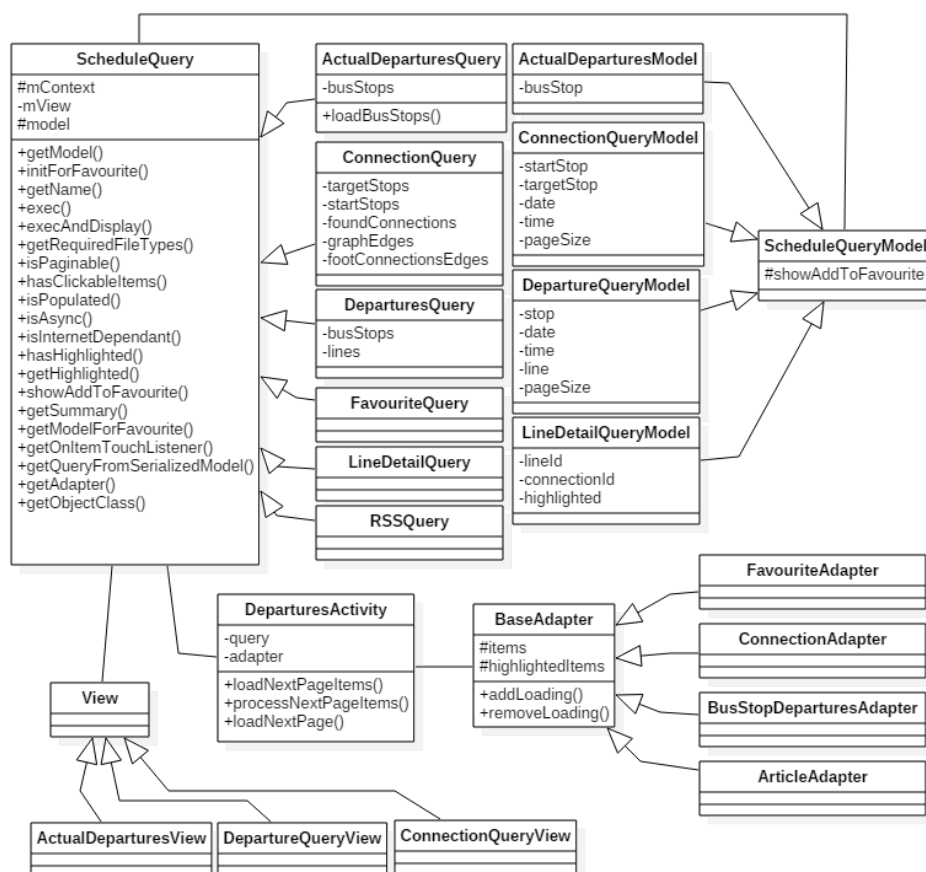 ScheduleQuery
#mContext
-mView
#model
+getModel()
+initForFavourite()
+getName()
+exec()
+execAndDisplay()
+getRequiredFileTypes()
+isPaginable()
+hasClickableItems()
+isPopulated()
+isAsync()
+isInternetDependant()
+hasHighlighted()
+getHighlighted()
+showAddToFavourite()
+getSummary()
+getModelForFavourite()
+getOnItemTouchListener()
+getQueryFromSerializedModel()
+getAdapter()
+getObjectClass()
ActualDeparturesQuery
-busStops
+loadBusStops()
ConnectionQuery
-targetStops
-startStops
-foundConnections
-graphEdges
-footConnectionsEdges
DeparturesQuery
-busStops
-lines
FavouriteQuery
LineDetailQuery
RSSQuery
ActualDeparturesModel
-busStop
ConnectionQueryModel
-startStop
-targetStop
-date
-time
-pageSize
DepartureQueryModel
-stop
-date
-time
-line
-pageSize
LineDetailQueryModel
-lineId
-connectionId
-highlighted
ScheduleQueryModel
#showAddToFavourite
DeparturesActivity
-query
-adapter
+loadNextPageItems()
+processNextPageItems()
+loadNextPage()
BaseAdapter
#items
#highlightedItems
+addLoading()
+removeLoading()
FavouriteAdapter
ConnectionAdapter
BusStopDeparturesAdapter
ArticleAdapter
View
ActualDeparturesView
DepartureQueryView
ConnectionQueryView